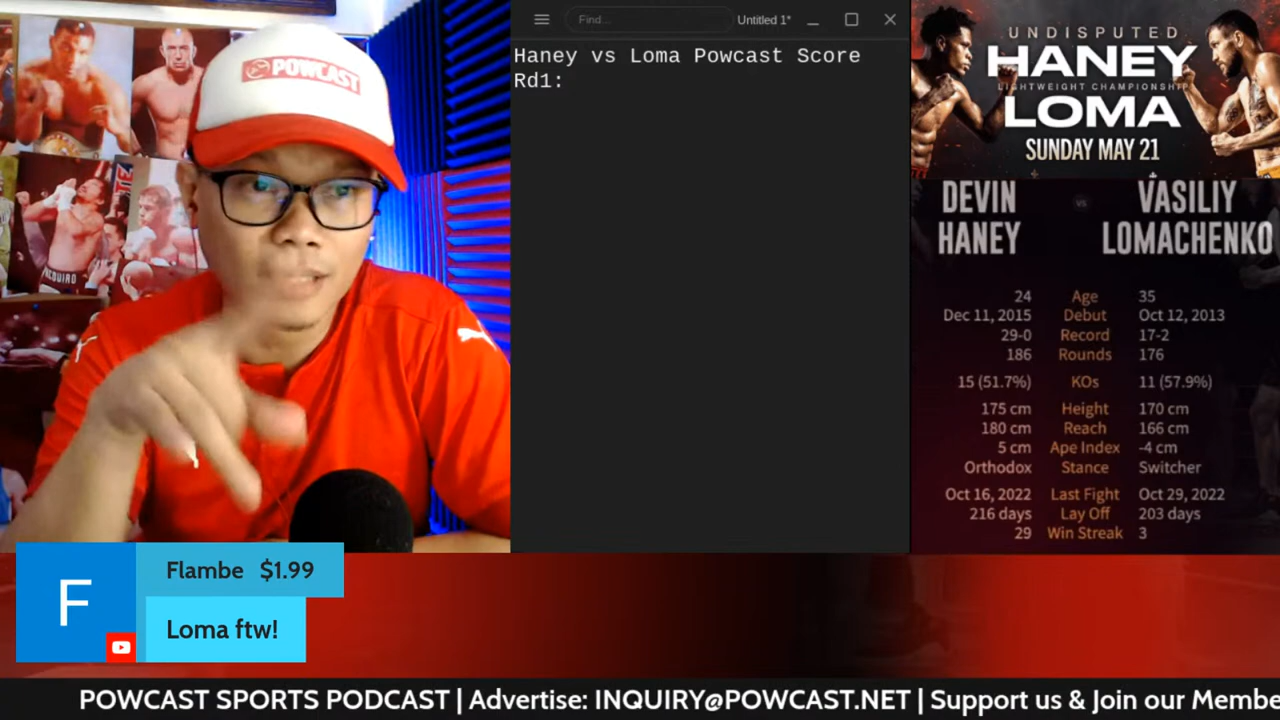 POWCAST
ACQUIRO
Find...
Untitled 1*
Haney vs Loma Powcast Score
Rd1:
UNDISPUTED
HANEY
LIGHTWEIGHT CHAMPIONSHIP
LOMA
SUNDAY MAY 21
DEVIN HANEY
vs
VASILIY LOMACHENKO
24 Age 35
Dec 11, 2015 Debut Oct 12, 2013
29-0 Record 17-2
186 Rounds 176
15 (51.7%) KOs 11 (57.9%)
175 cm Height 170 cm
180 cm Reach 166 cm
5 cm Ape Index -4 cm
Orthodox Stance Switcher
Oct 16, 2022 Last Fight Oct 29, 2022
216 days Lay Off 203 days
29 Win Streak 3
F
Flambe $1.99
Loma ftw!
POWCAST SPORTS PODCAST | Advertise: INQUIRY@POWCAST.NET | Support us & Join our Membe